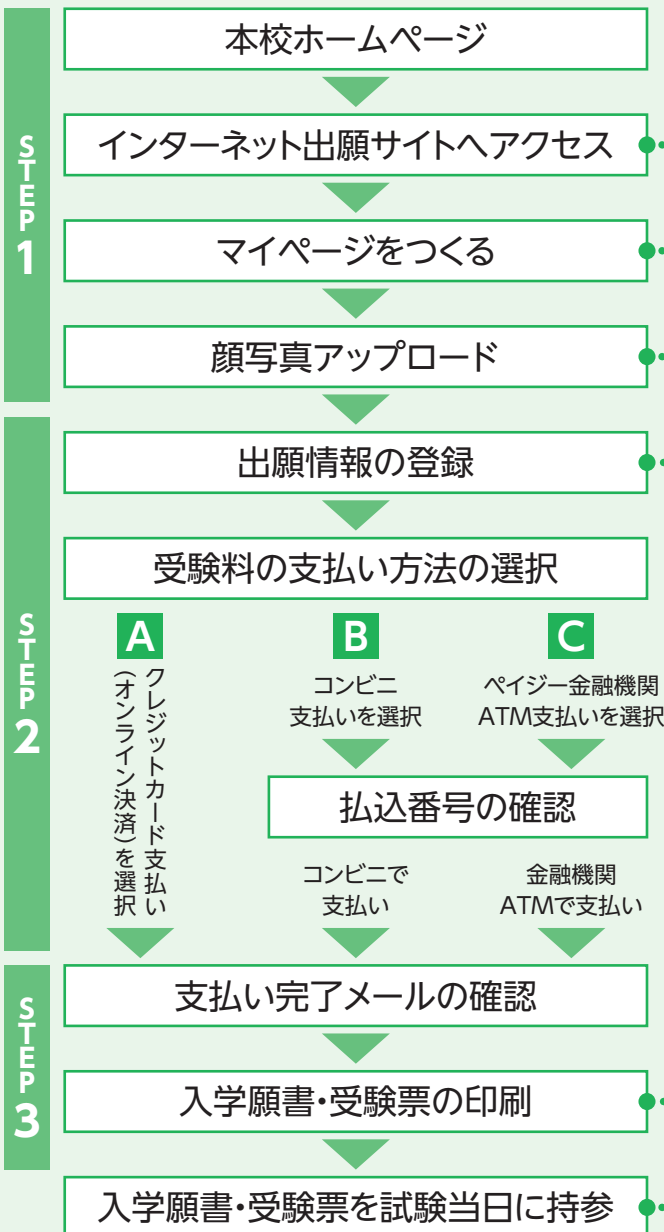 STEP 1
本校ホームページ
インターネット出願サイトへアクセス
マイページをつくる
顔写真アップロード
STEP 2
出願情報の登録
受験料の支払い方法の選択
A
クレジットカード支払い
（オンライン決済）を選択
B
コンビニ
支払いを選択
C
ペイジー金融機関
ATM支払いを選択
払込番号の確認
コンビニで
支払い
金融機関
ATMで支払い
STEP 3
支払い完了メールの確認
入学願書・受験票の印刷
入学願書・受験票を試験当日に持参